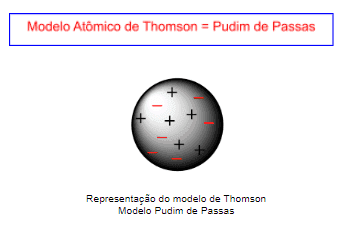 Modelo Atômico de Thomson = Pudim de Passas
Representação do modelo de Thomson
Modelo Pudim de Passas